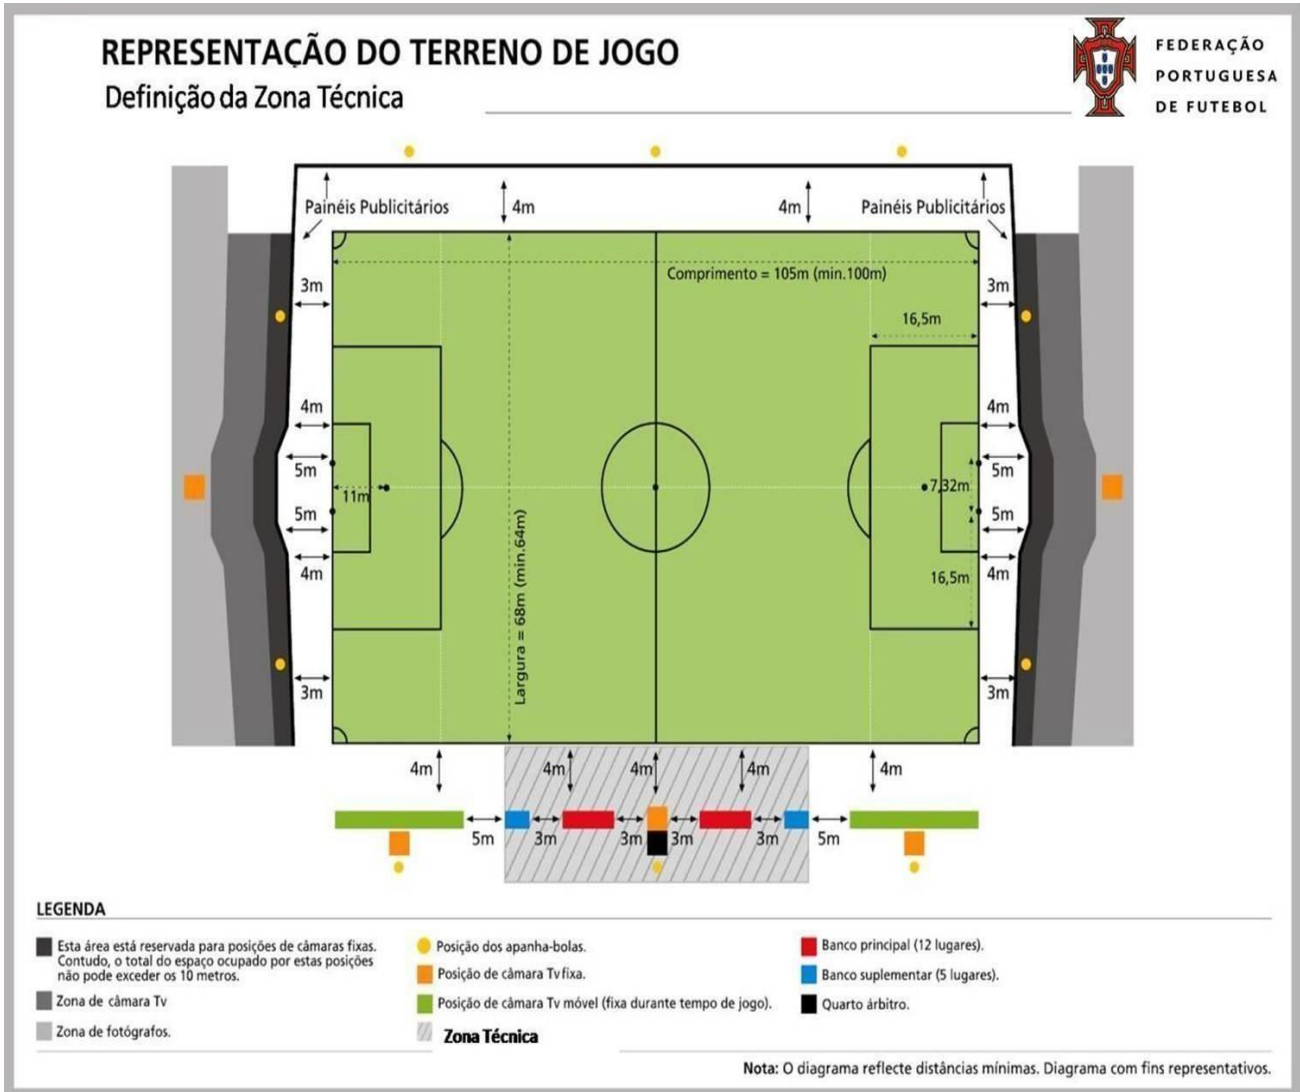 REPRESENTAÇÃO DO TERRENO DE JOGO
Definição da Zona Técnica
FEDERAÇÃO
PORTUGUESA
DE FUTEBOL
Painéis Publicitários
4m
4m
Painéis Publicitários
Comprimento = 105m (min.100m)
3m
3m
16,5m
4m
4m
5m
5m
11m
7,32m
5m
5m
4m
16,5m
4m
Largura = 68m (min.64m)
3m
3m
4m
4m
4m
4m
4m
5m
3m
3m
3m
3m
5m
LEGENDA
Esta área está reservada para posições de câmaras fixas.
Contudo, o total do espaço ocupado por estas posições
não pode exceder os 10 metros.
Zona de câmara Tv
Zona de fotógrafos.
Posição dos apanha-bolas.
Posição de câmara Tv fixa.
Posição de câmara Tv móvel (fixa durante tempo de jogo).
Zona Técnica
Banco principal (12 lugares).
Banco suplementar (5 lugares).
Quarto árbitro.
Nota: O diagrama reflecte distâncias mínimas. Diagrama com fins representativos.